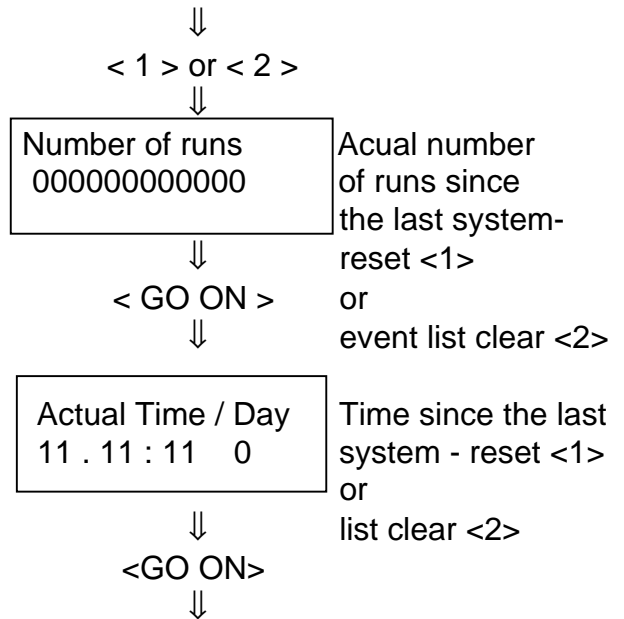 ⇓
< 1 > or < 2 >
⇓
Number of runs
000000000000
Acual number
of runs since
the last system-
reset <1>
or
event list clear <2>
⇓
< GO ON >
⇓
Actual Time / Day
11 . 11 : 11 0
Time since the last
system - reset <1>
or
list clear <2>
⇓
<GO ON>
⇓